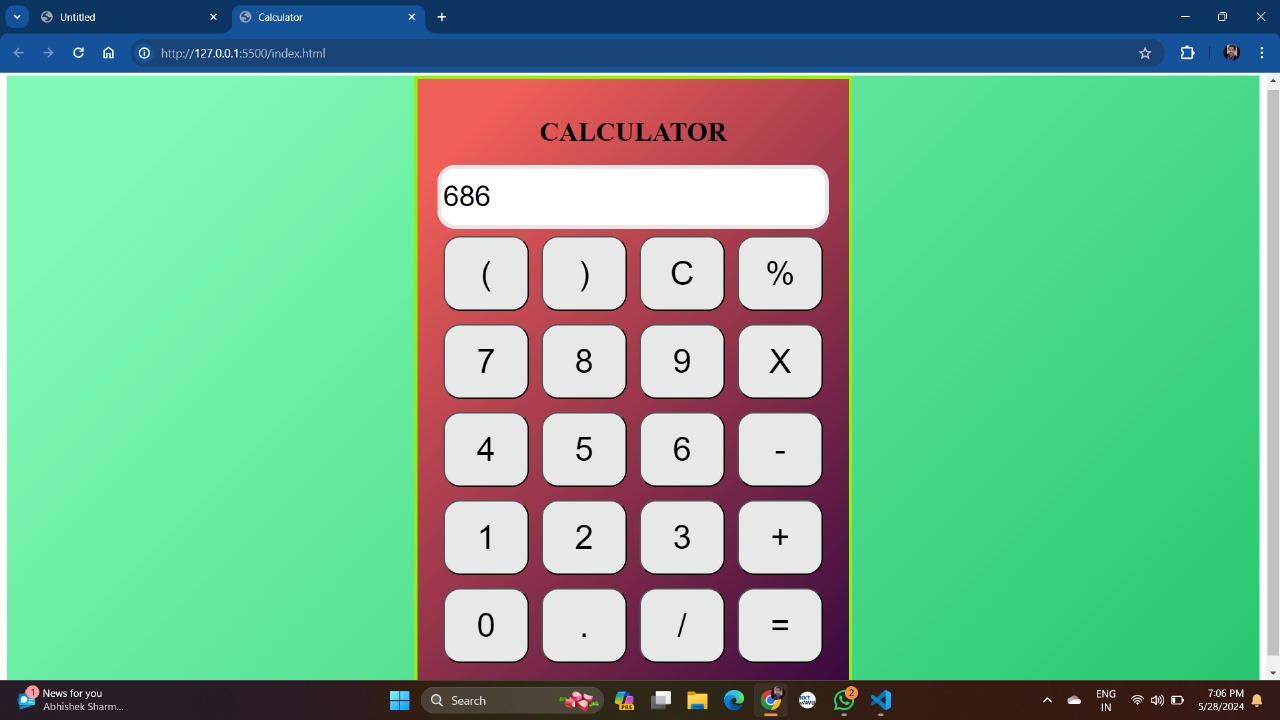 Untitled
Calculator
http://127.0.0.1:5500/index.html
CALCULATOR
686
( ) C %
7 8 9 X
4 5 6 -
1 2 3 +
0 . / =
1
News for you
Abhishek Sharm...
Search
PRE
2
ENG
IN
7:06 PM
5/28/2024